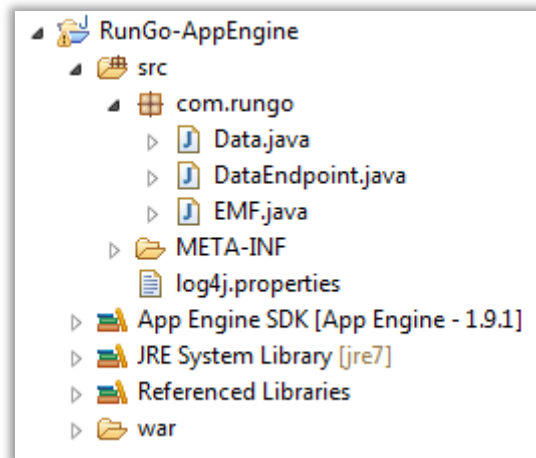 RunGo-AppEngine
src
com.rungo
Data.java
DataEndpoint.java
EMF.java
META-INF
log4j.properties
App Engine SDK [App Engine - 1.9.1]
JRE System Library [jre7]
Referenced Libraries
war